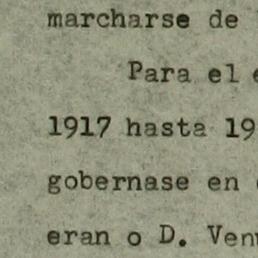 marcharse de
Para el
1917 hasta 19
gobernase en
eran o D. Ven